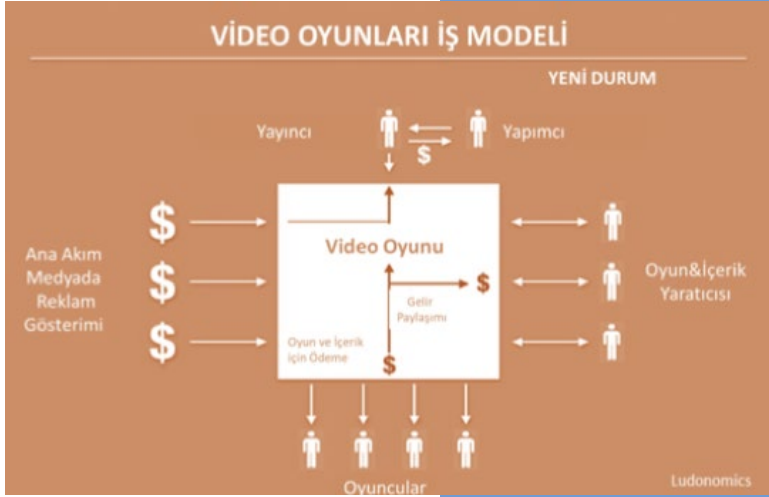 VİDEO OYUNLARI İŞ MODELİ
YENİ DURUM
Yayıncı
$
Yapımcı
$
$
$
Ana Akım
Medyada
Reklam
Gösterimi
Video Oyunu
$
Gelir
Paylaşımı
Oyun ve İçerik
için Ödeme
$
Oyun&İçerik
Yaratıcısı
Oyuncular
Ludonomics